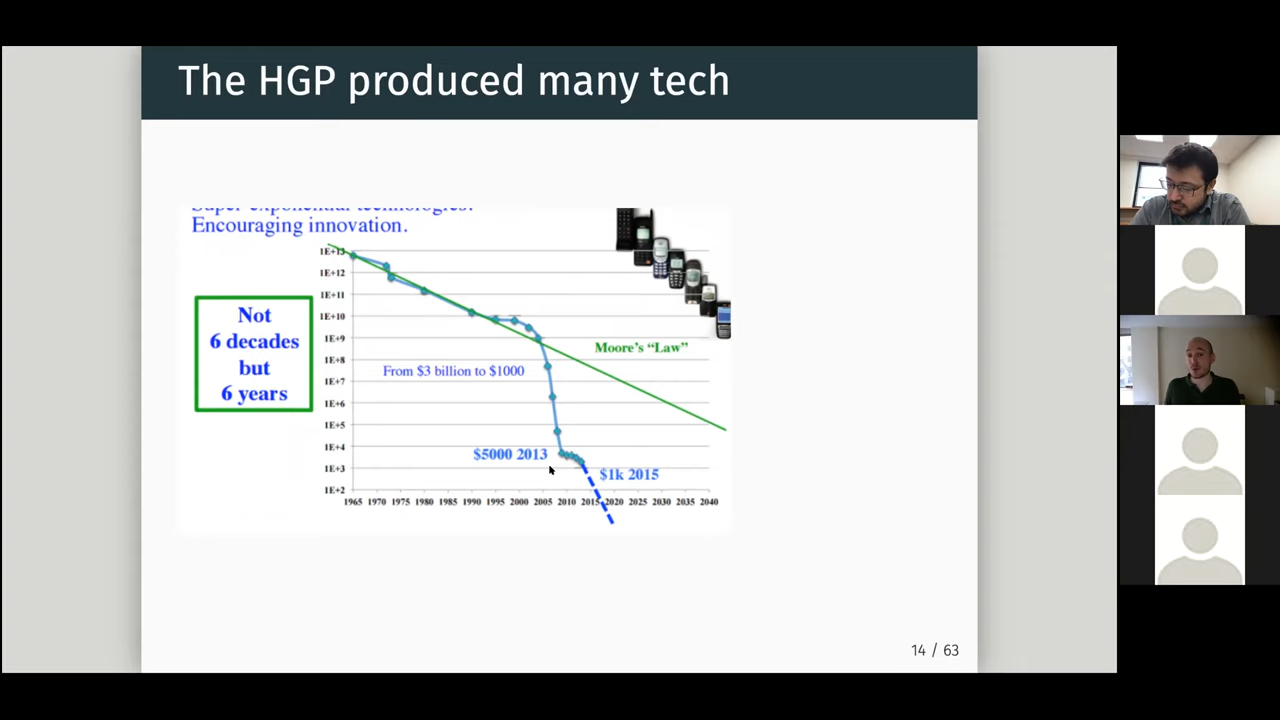 The HGP produced many tech
Super exponential technologies.
Encouraging innovation.
1E+13
1E+12
1E+11
1E+10
1E+9
1E+8
1E+7
1E+6
1E+5
1E+4
1E+3
1E+2
Not
6 decades
but
6 years
Moore's “Law”
From $3 billion to $1000
$5000 2013
$1k 2015
1965 1970 1975 1980 1985 1990 1995 2000 2005 2010 2015 2020 2025 2030 2035 2040
14 / 63